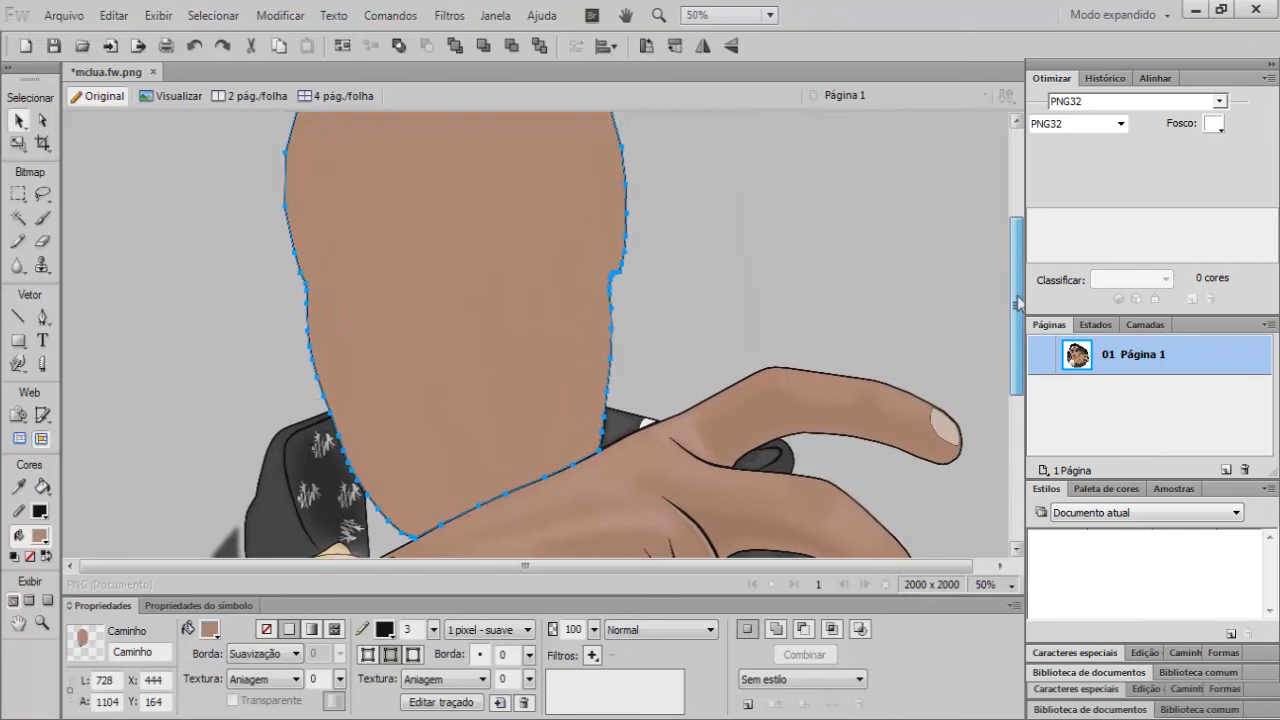 Fw Arquivo Editar Exibir Selecionar Modificar Texto Comandos Filtros Janela Ajuda Br 50% Modo expandido
*mclua.fw.png
Original Visualizar 2 pág./folha 4 pág./folha Página 1
Selecionar
Bitmap
Vetor
T
Web
Cores
Exibir
Otimizar Histórico Alinhar
PNG32
PNG32 Fosco:
Classificar: 0 cores
Páginas Estados Camadas
01 Página 1
1 Página
Estilos Paleta de cores Amostras
Documento atual
PNG (Documento) 1 2000 x 2000 50%
Propriedades Propriedades do símbolo
Caminho
Caminho
L: 728 X: 444
A: 1104 Y: 164
Borda: Suavização 0
Textura: Aniagem 0
Transparente
3 1 pixel - suave
Borda: 0
Textura: Aniagem 0
Editar traçado
100 Normal
Filtros:
Combinar
Sem estilo
Caracteres especiais Edição Caminh Formas
Biblioteca de documentos Biblioteca comum
Caracteres especiais Edição Caminh Formas
Biblioteca de documentos Biblioteca comum